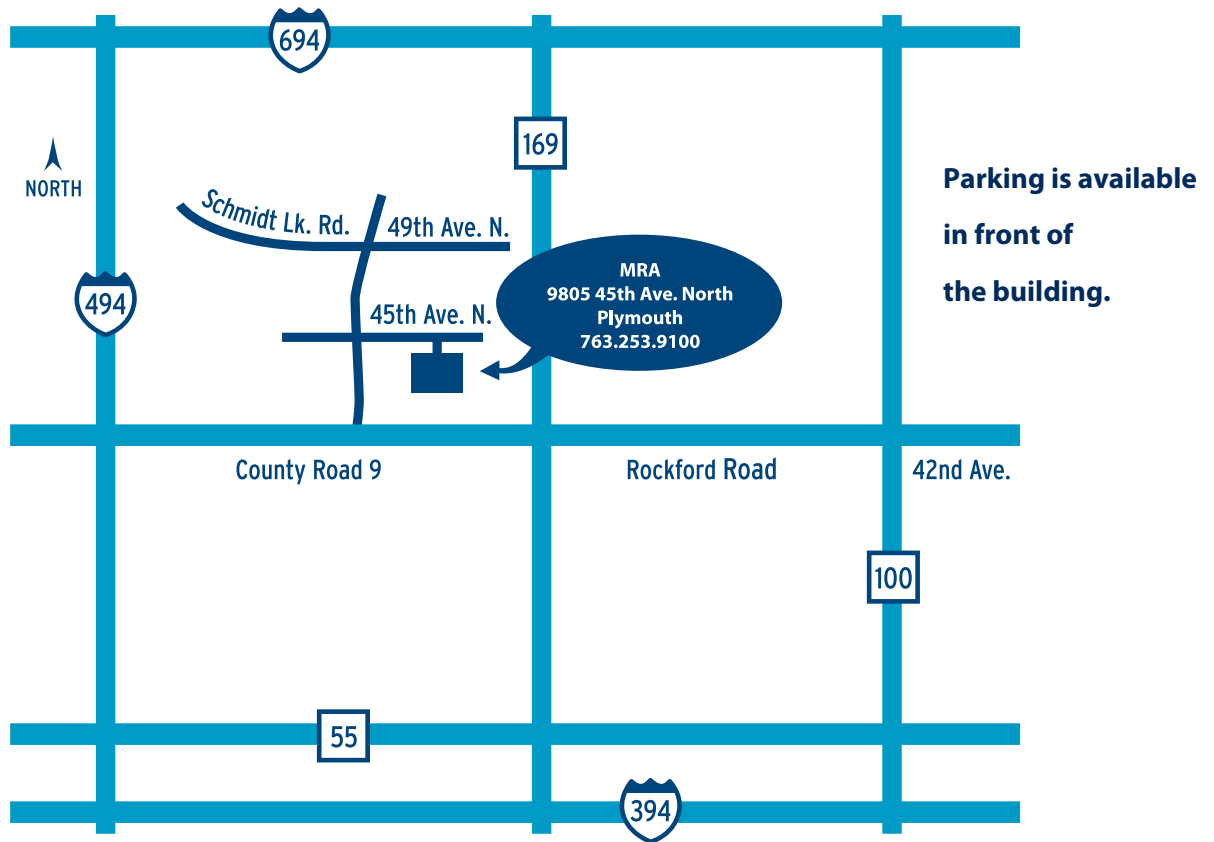 694
169
NORTH
Schmidt Lk. Rd.
49th Ave. N.
494
45th Ave. N.
MRA
9805 45th Ave. North
Plymouth
763.253.9100
Parking is available
in front of
the building.
County Road 9
Rockford Road
42nd Ave.
100
55
394